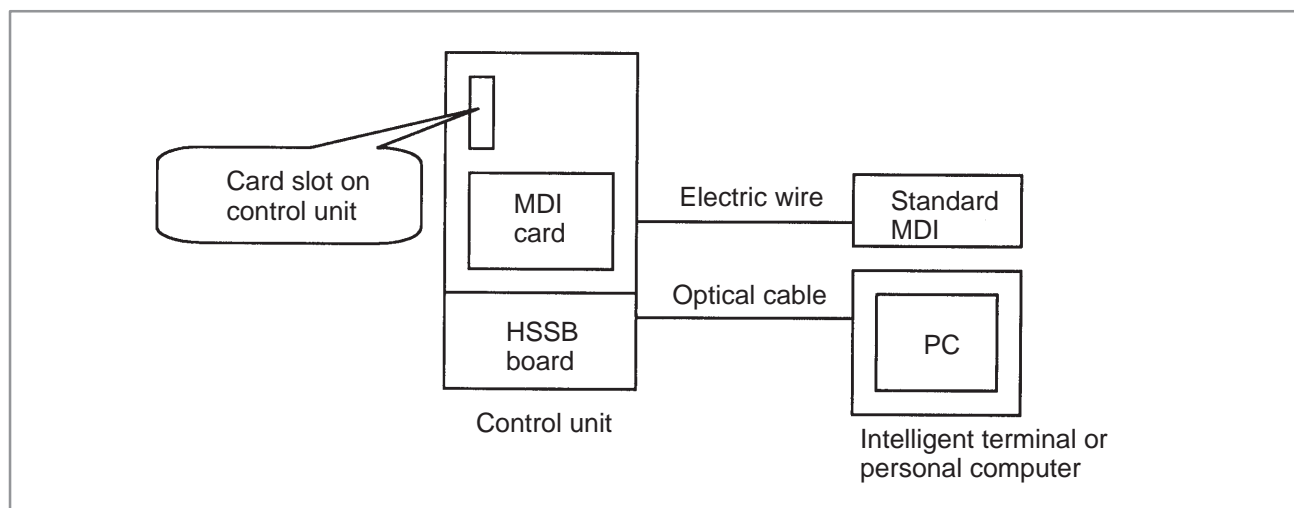 Card slot on
control unit
MDI
card
Electric wire
Standard
MDI
Optical cable
HSSB
board
PC
Control unit
Intelligent terminal or
personal computer